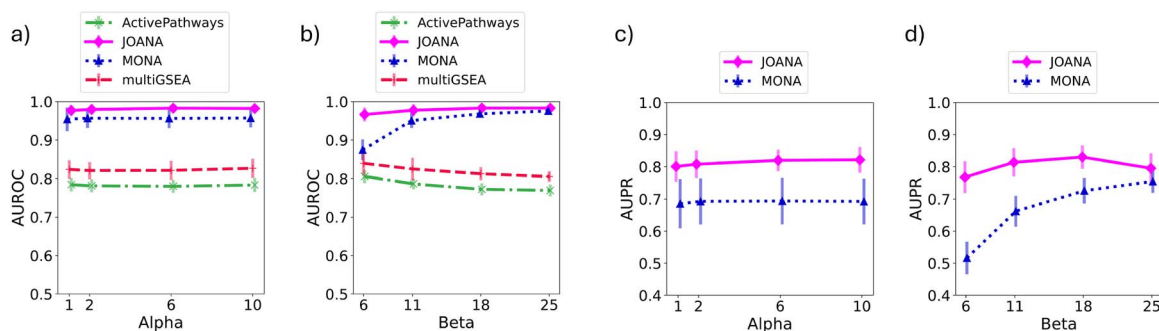 a)
ActivePathways
JOANA
MONA
multiGSEA
1.0
0.9
0.8
0.7
0.6
0.5
AUROC
1 2 6 10
Alpha
b)
ActivePathways
JOANA
MONA
multiGSEA
1.0
0.9
0.8
0.7
0.6
0.5
AUROC
6 11 18 25
Beta
c)
JOANA
MONA
1.0
0.9
0.8
0.7
0.6
0.5
0.4
AUPR
1 2 6 10
Alpha
d)
JOANA
MONA
1.0
0.9
0.8
0.7
0.6
0.5
0.4
AUPR
6 11 18 25
Beta